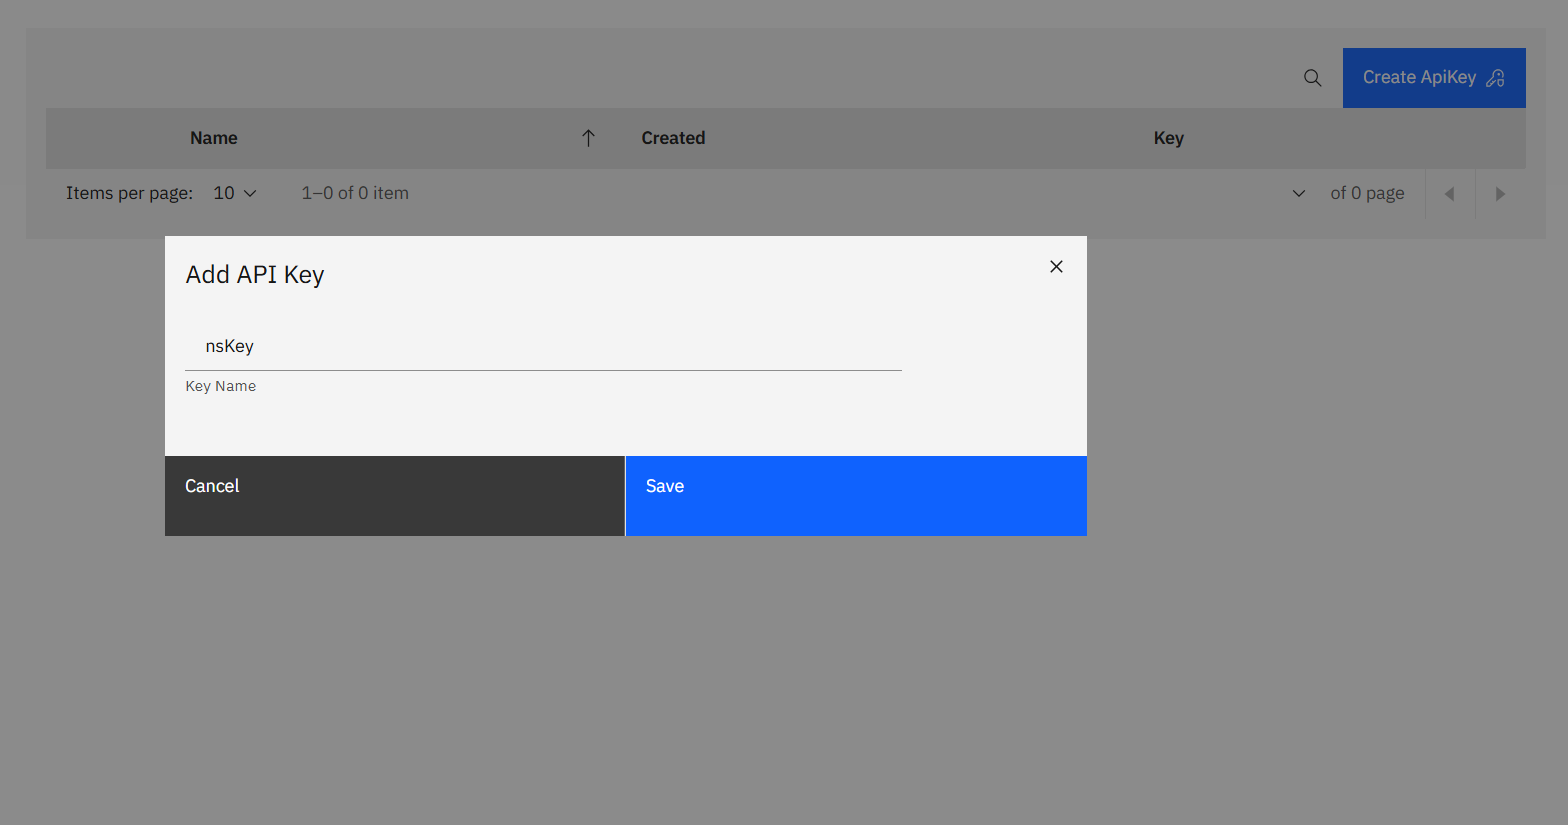 Create ApiKey
Name Created Key
Items per page: 10 1–0 of 0 item of 0 page
Add API Key
nsKey
Key Name
Cancel Save